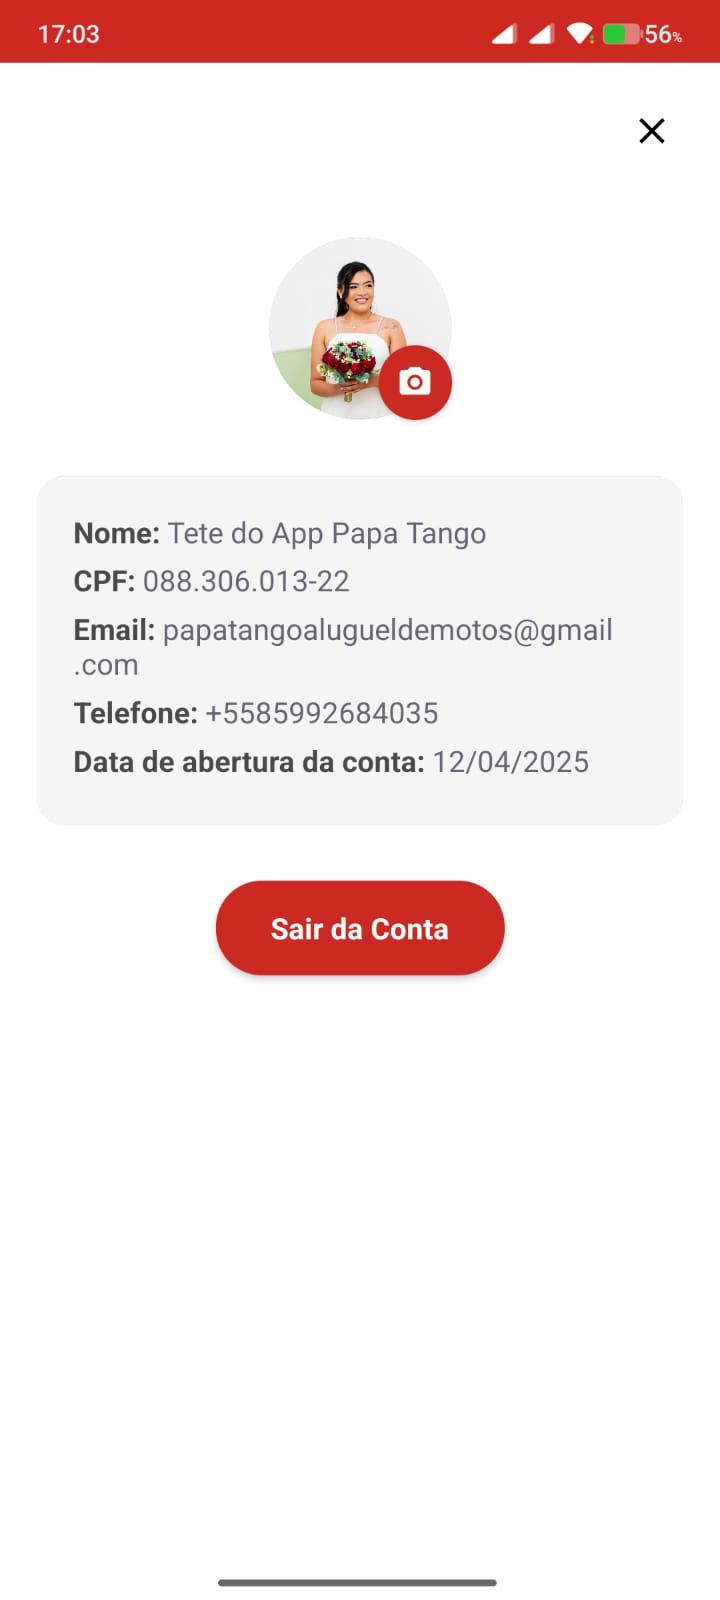 17:03
56%
Nome: Tete do App Papa Tango
CPF: 088.306.013-22
Email: papatangoalugueldemotos@gmail
.com
Telefone: +5585992684035
Data de abertura da conta: 12/04/2025
Sair da Conta